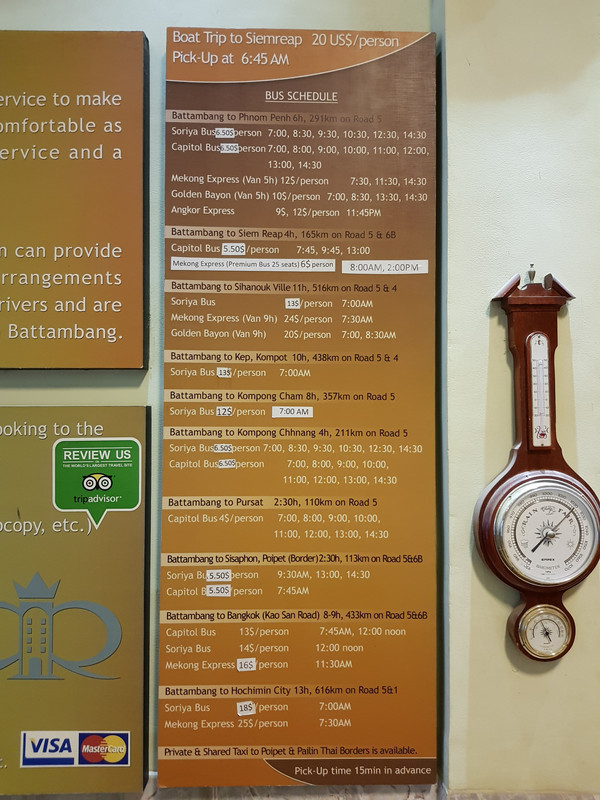 ervice to make
omfortable as
ervice and a
n can provide
rrangements
rivers and are
Battambang.
ooking to the
REVIEW US
THE WORLD'S LARGEST TRAVEL SITE
tripadvisor
ocopy, etc.)
VISA MasterCard
c.
Boat Trip to Siemreap 20 US$/person
Pick-Up at 6:45 AM
BUS SCHEDULE
Battambang to Phnom Penh 6h, 291km on Road 5
Soriya Bus 6.50$ person 7:00, 8:30, 9:30, 10:30, 12:30, 14:30
Capitol Bus 6.50$ person 7:00, 8:00, 9:00, 10:00, 11:00, 12:00,
13:00, 14:30
Mekong Express (Van 5h) 12$/person 7:30, 11:30, 14:30
Golden Bayon (Van 5h) 10$/person 7:00, 8:30, 13:30, 14:30
Angkor Express 9$, 12$/person 11:45PM
Battambang to Siem Reap 4h, 165km on Road 5 & 6B
Capitol Bus 5.50$ /person 7:45, 9:45, 13:00
Mekong Express (Premium Bus 25 seats) 6$ person 8:00AM, 2:00PM
Battambang to Sihanouk Ville 11h, 516km on Road 5 & 4
Soriya Bus 13$ /person 7:00AM
Mekong Express (Van 9h) 24$/person 7:30AM
Golden Bayon (Van 9h) 20$/person 7:00, 8:30AM
Battambang to Kep, Kompot 10h, 438km on Road 5 & 4
Soriya Bus 13$ /person 7:00AM
Battambang to Kompong Cham 8h, 357km on Road 5
Soriya Bus 12$ /person 7:00 AM
Battambang to Kompong Chhnang 4h, 211km on Road 5
Soriya Bus 6.50$ person 7:00, 8:30, 9:30, 10:30, 12:30, 14:30
Capitol Bus 6.50$ person 7:00, 8:00, 9:00, 10:00,
11:00, 12:00, 13:00, 14:30
Battambang to Pursat 2:30h, 110km on Road 5
Capitol Bus 4$/person 7:00, 8:00, 9:00, 10:00,
11:00, 12:00, 13:00, 14:00
Battambang to Sisaphon, Poipet (Border) 2:30h, 113km on Road 5&6B
Soriya Bu 5.50$ person 9:30AM, 13:00, 14:30
Capitol B 5.50$ /person 7:45AM
Battambang to Bangkok (Kao San Road) 8-9h, 433km on Road 5&6B
Capitol Bus 13$/person 7:45AM, 12:00 noon
Soriya Bus 14$/person 12:00 noon
Mekong Express 16$ /person 11:30AM
Battambang to Hochimin City 13h, 616km on Road 5&1
Soriya Bus 18$ /person 7:00AM
Mekong Express 25$/person 7:30AM
Private & Shared Taxi to Poipet & Pailin Thai Borders is available.
Pick-Up time 15min in advance
RAIN FAIR
BAROMETER